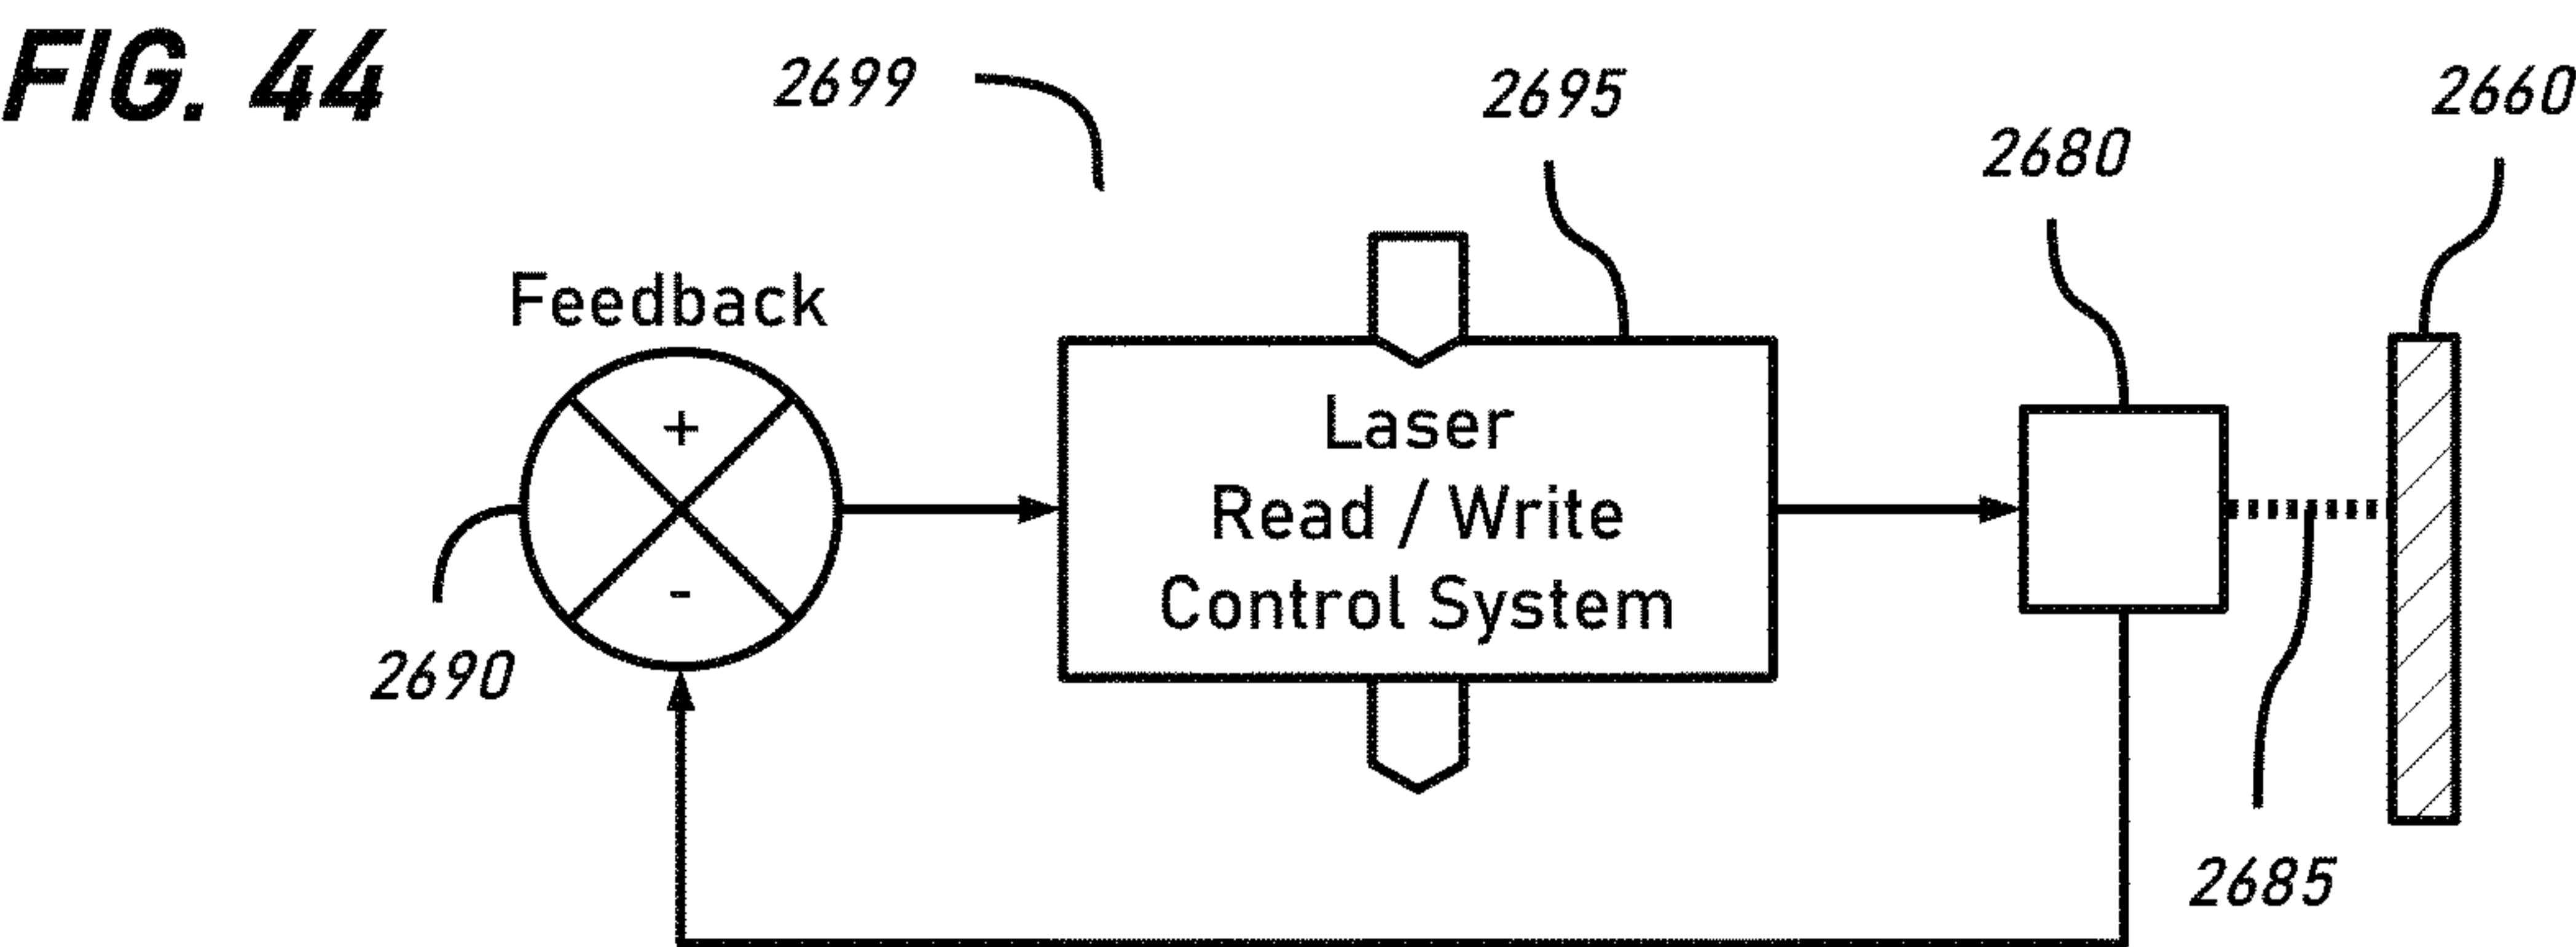 FIG. 44
2699
2695
2680
2660
Feedback
+
-
Laser
Read / Write
Control System
2690
2685